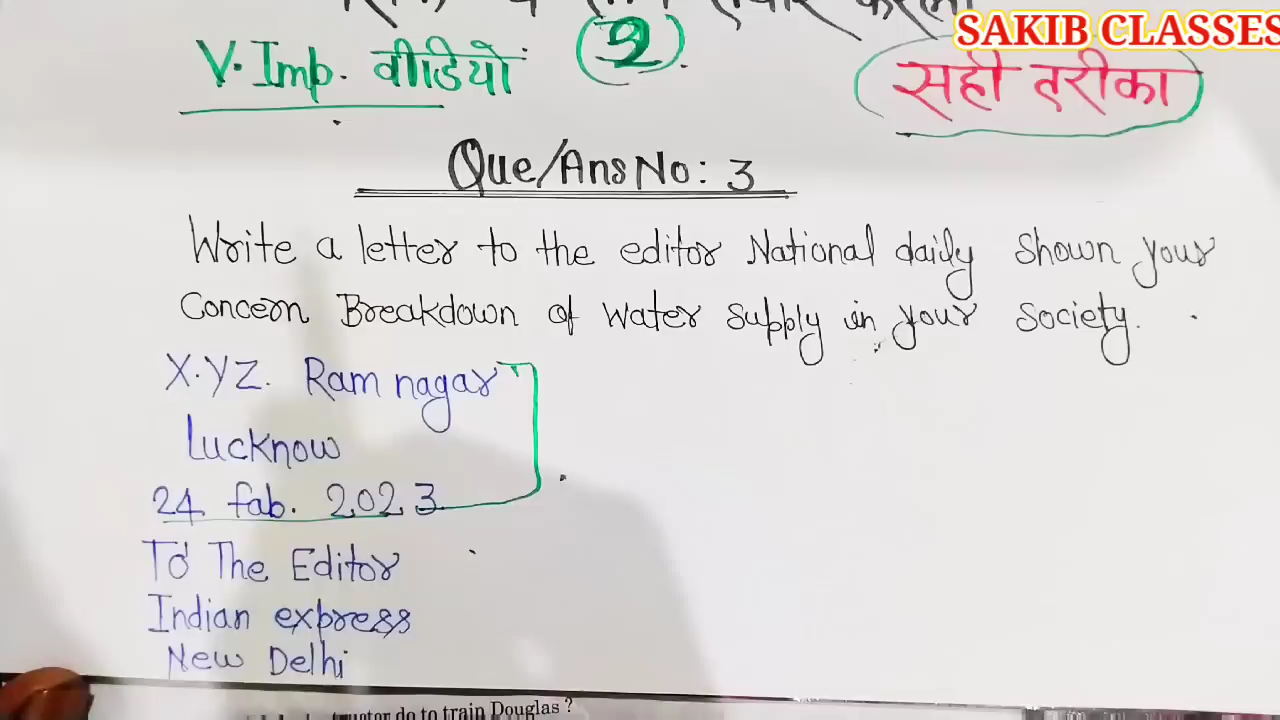 SAKIB CLASSES
V. Imp. वीडियो 2
सही तरीका
Que/Ans No: 3
Write a letter to the editor National daily Shown your
Concern Breakdown of water supply in your society.
X.YZ. Ram nagar
Lucknow
24 fab. 2023
To The Editor
Indian express
New Delhi
do to train Douglas ?